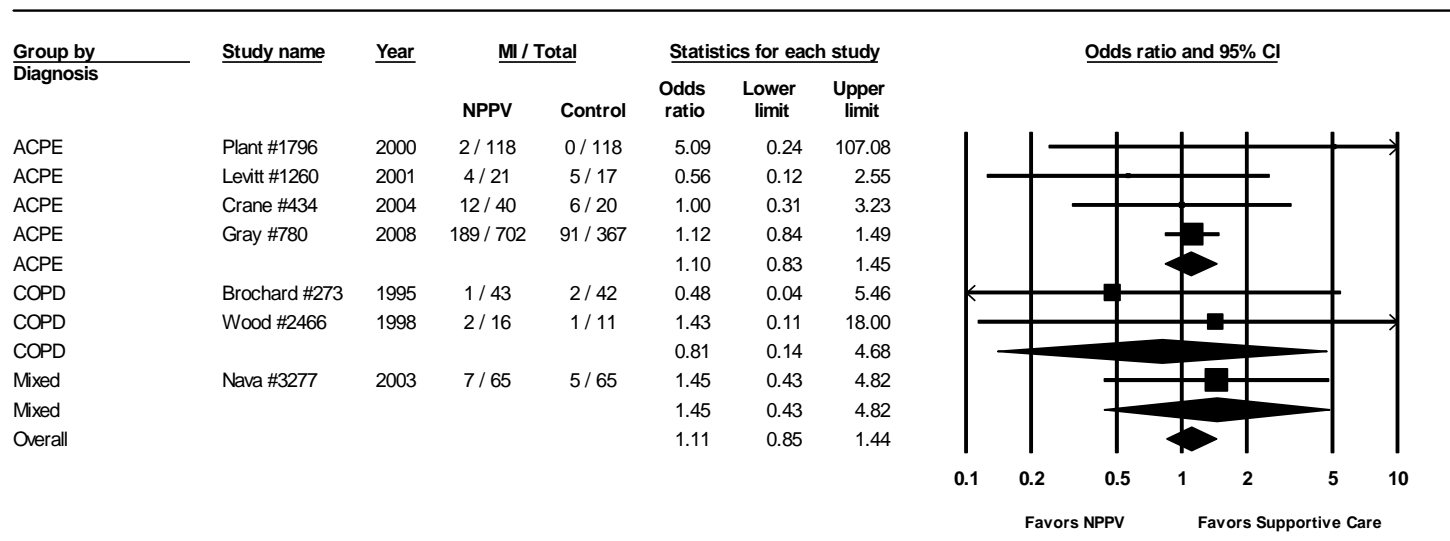 Group by Study name Year MI / Total Statistics for each study Odds ratio and 95% CI
Diagnosis
Odds Lower Upper
NPPV Control ratio limit limit
ACPE Plant #1796 2000 2 / 118 0 / 118 5.09 0.24 107.08
ACPE Levitt #1260 2001 4 / 21 5 / 17 0.56 0.12 2.55
ACPE Crane #434 2004 12 / 40 6 / 20 1.00 0.31 3.23
ACPE Gray #780 2008 189 / 702 91 / 367 1.12 0.84 1.49
ACPE 1.10 0.83 1.45
COPD Brochard #273 1995 1 / 43 2 / 42 0.48 0.04 5.46
COPD Wood #2466 1998 2 / 16 1 / 11 1.43 0.11 18.00
COPD 0.81 0.14 4.68
Mixed Nava #3277 2003 7 / 65 5 / 65 1.45 0.43 4.82
Mixed 1.45 0.43 4.82
Overall 1.11 0.85 1.44
0.1 0.2 0.5 1 2 5 10
Favors NPPV Favors Supportive Care